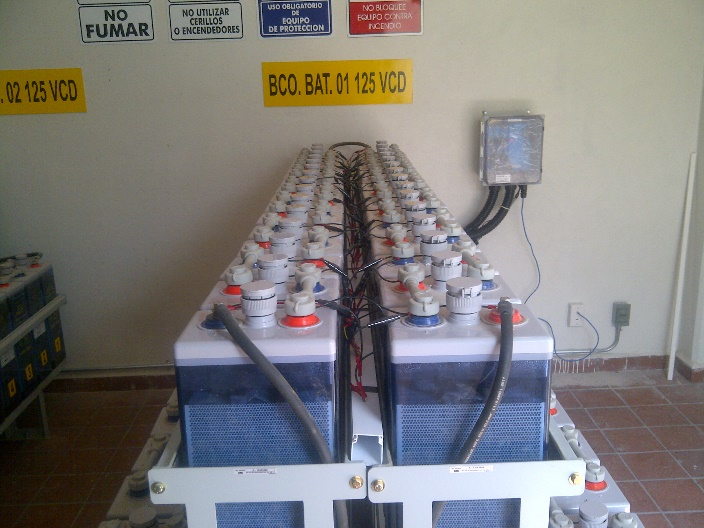 NO
FUMAR
NO UTILIZAR
CERILLOS
O ENCENDEDORES
USO OBLIGATORIO
DE
EQUIPO
DE PROTECCION
NO BLOQUEE
EQUIPO CONTRA
INCENDIO
. 02 125 VCD
BCO. BAT. 01 125 VCD